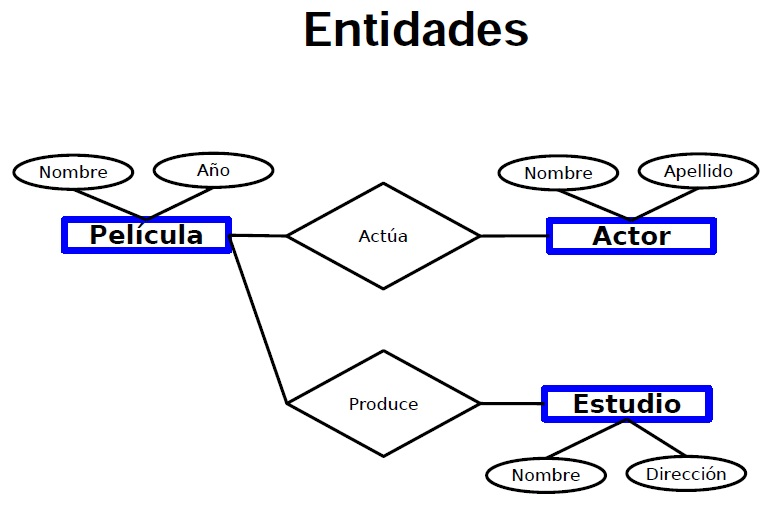 Entidades
Nombre
Año
Nombre
Apellido
Película
Actúa
Actor
Produce
Estudio
Nombre
Dirección